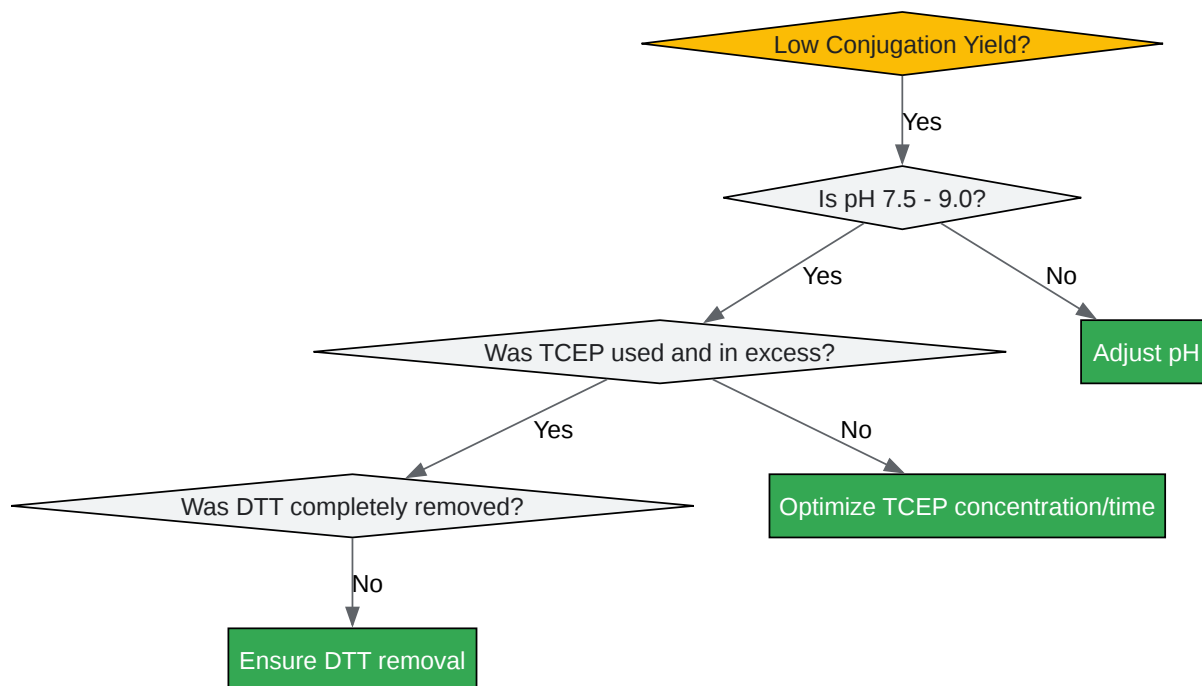 Low Conjugation Yield?
Yes
Is pH 7.5 - 9.0?
Yes
No
Was TCEP used and in excess?
Adjust pH
Yes
No
Was DTT completely removed?
Optimize TCEP concentration/time
No
Ensure DTT removal